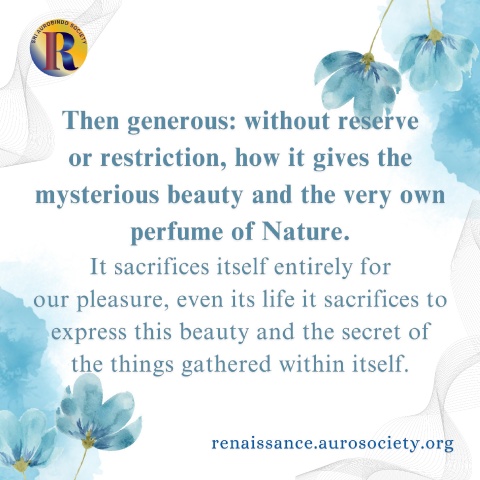 SRI AUROBINDO SOCIETY
R
Then generous: without reserve
or restriction, how it gives the
mysterious beauty and the very own
perfume of Nature.
It sacrifices itself entirely for
our pleasure, even its life it sacrifices to
express this beauty and the secret of
the things gathered within itself.
renaissance.aurosociety.org